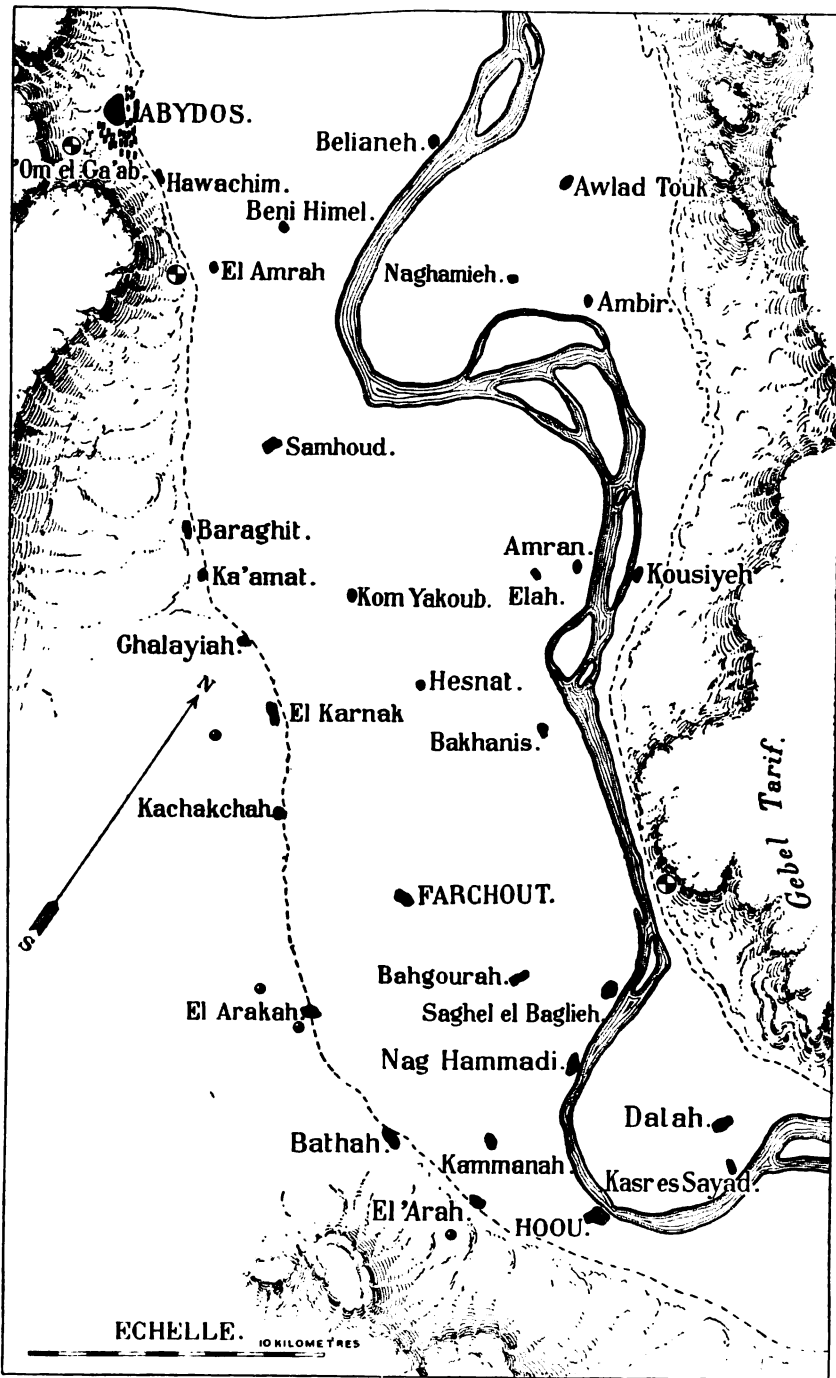 ABYDOS.
Belianeh.
'Om el Ga'ab
Hawachim.
Awlad Touk.
Beni Himel.
El Amrah
Naghamieh.
Ambir.
Samhoud.
Baraghit.
Amran.
Ka'amat.
Kom Yakoub.
Elah.
Kousiyeh
Ghalayiah.
N
Hesnat.
El Karnak
Bakhanis.
Gebel Tarif.
Kachakchah.
FARCHOUT.
S
Bahgourah.
El Arakah.
Saghel el Baglieh.
Nag Hammadi.
Dalah.
Bathah.
Kammanah.
Kasr es Sayad.
El 'Arah.
HOOU.
ECHELLE.
10 KILOMETRES